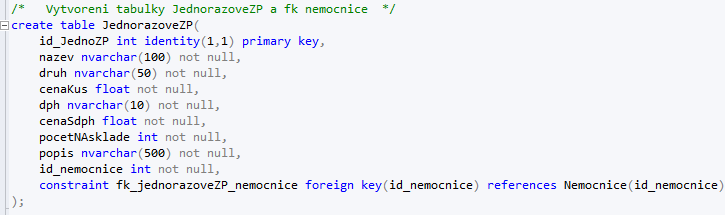 /*   Vytvoreni tabulky JednorazoveZP a fk nemocnice  */
create table JednorazoveZP(
    id_JednoZP int identity(1,1) primary key,
    nazev nvarchar(100) not null,
    druh nvarchar(50) not null,
    cenaKus float not null,
    dph nvarchar(10) not null,
    cenaSdph float not null,
    pocetNAsklade int not null,
    popis nvarchar(500) not null,
    id_nemocnice int not null,
    constraint fk_jednorazoveZP_nemocnice foreign key(id_nemocnice) references Nemocnice(id_nemocnice)
);